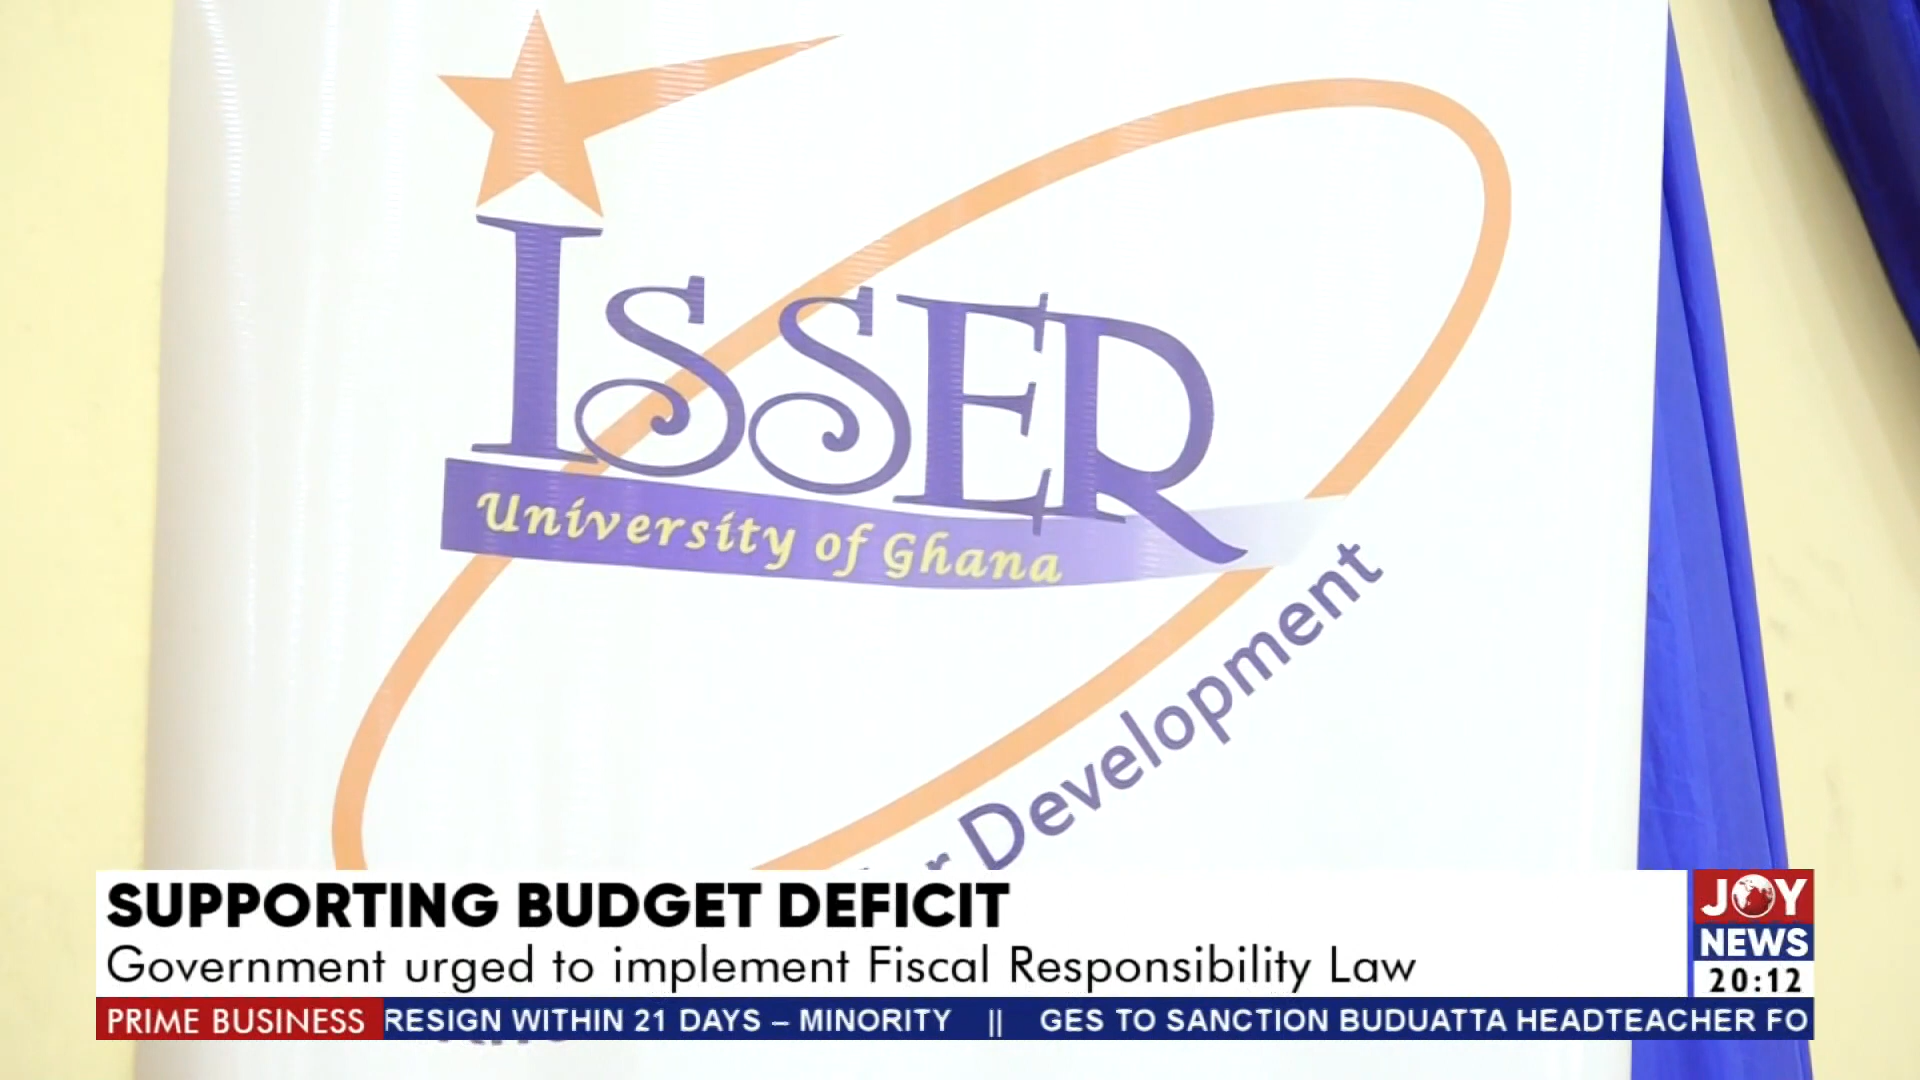 ISSER
University of Ghana
Development
SUPPORTING BUDGET DEFICIT
Government urged to implement Fiscal Responsibility Law
JOY
NEWS
20:12
PRIME BUSINESS
RESIGN WITHIN 21 DAYS – MINORITY || GES TO SANCTION BUDUATTA HEADTEACHER FO